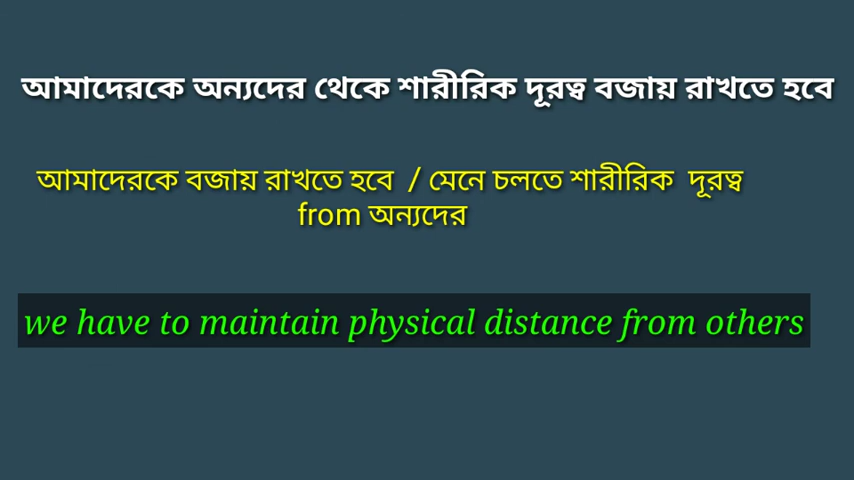 আমাদেরকে অন্যদের থেকে শারীরিক দূরত্ব বজায় রাখতে হবে
আমাদেরকে বজায় রাখতে হবে / মেনে চলতে শারীরিক দূরত্ব
from অন্যদের
we have to maintain physical distance from others